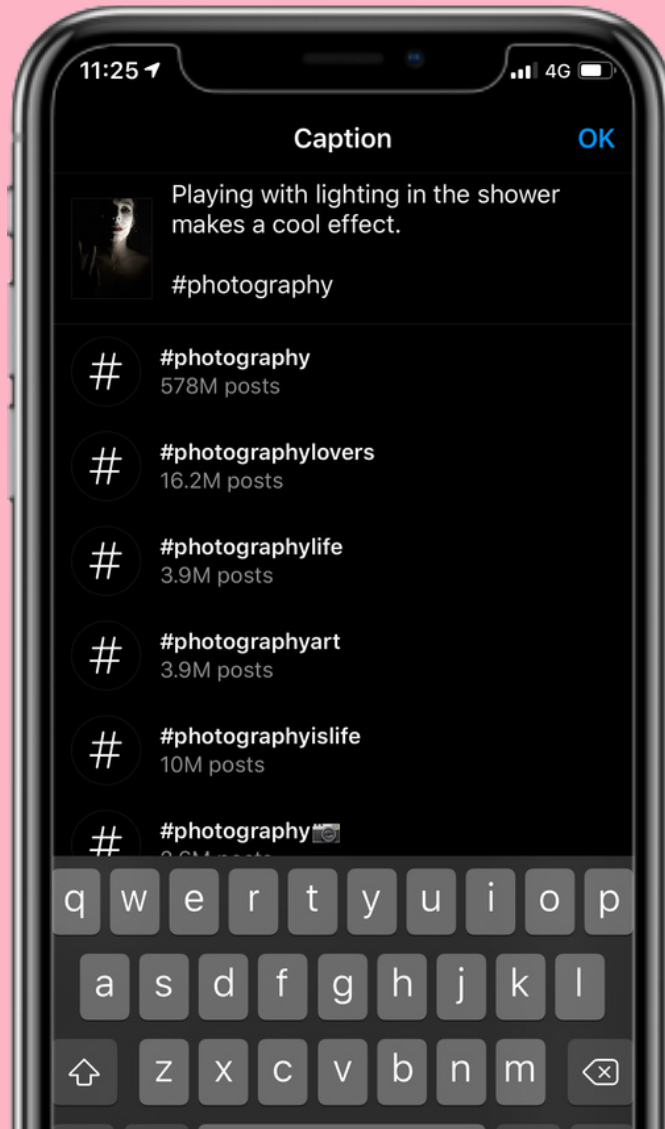 11:25
4G
Caption
OK
Playing with lighting in the shower
makes a cool effect.
#photography
#
#photography
578M posts
#
#photographylovers
16.2M posts
#
#photographylife
3.9M posts
#
#photographyart
3.9M posts
#
#photographyislife
10M posts
#
#photography📷
posts
q w e r t y u i o p
a s d f g h j k l
z x c v b n m